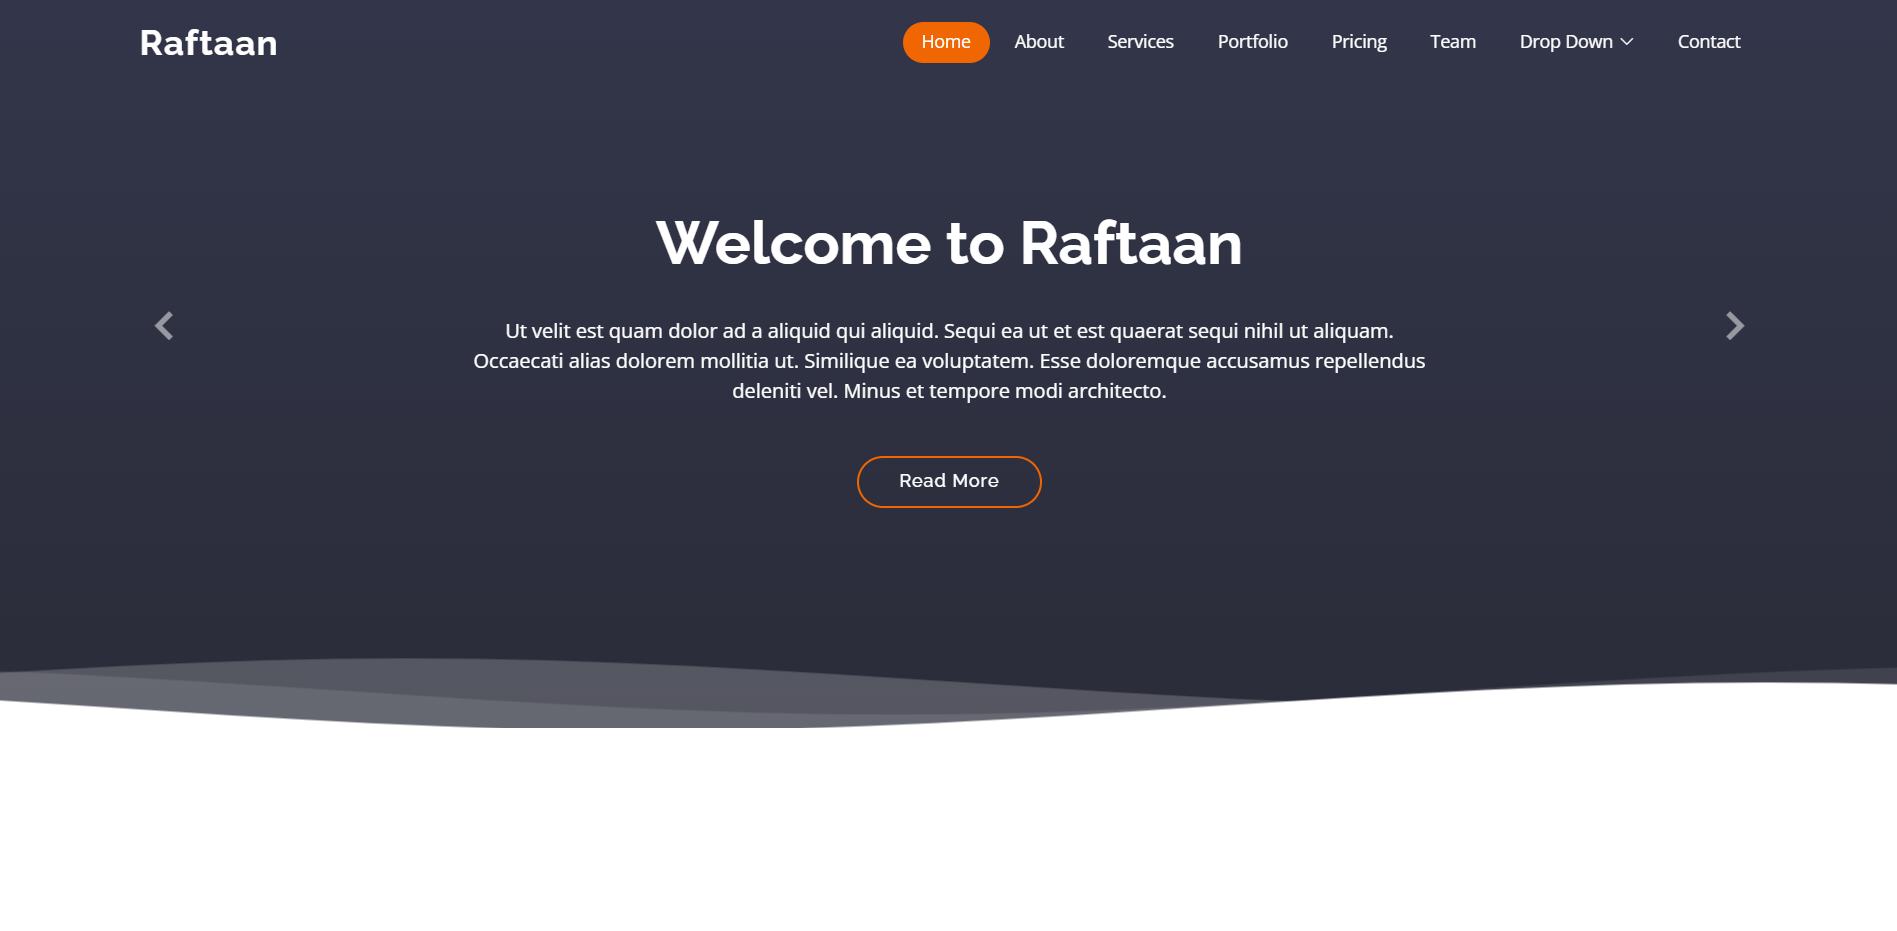 Raftaan
Home About Services Portfolio Pricing Team Drop Down Contact
Welcome to Raftaan
Ut velit est quam dolor ad a aliquid qui aliquid. Sequi ea ut et est quaerat sequi nihil ut aliquam.
Occaecati alias dolorem mollitia ut. Similique ea voluptatem. Esse doloremque accusamus repellendus
deleniti vel. Minus et tempore modi architecto.
Read More